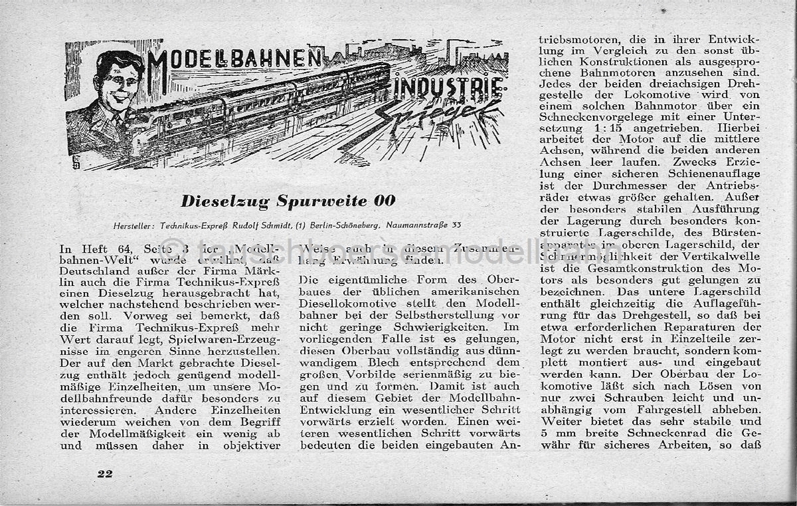 MODELLBAHNEN
INDUSTRIE
Spiegel
Dieselzug Spurweite 00
Hersteller: Technikus-Expreß Rudolf Schmidt, (1) Berlin-Schöneberg, Naumannstraße 33
In Heft 64, Seite 3 der „Modell-
bahnen-Welt“ wurde erwähnt, daß
Deutschland außer der Firma Märk-
lin auch die Firma Technikus-Expreß
einen Dieselzug herausgebracht hat,
welcher nachstehend beschrieben wer-
den soll. Vorweg sei bemerkt, daß
die Firma Technikus-Expreß mehr
Wert darauf legt, Spielwaren-Erzeug-
nisse im engeren Sinne herzustellen.
Der auf den Markt gebrachte Diesel-
zug enthält jedoch genügend modell-
mäßige Einzelheiten, um unsere Mo-
dellbahnfreunde dafür besonders zu
interessieren. Andere Einzelheiten
wiederum weichen von dem Begriff
der Modellmäßigkeit ein wenig ab
und müssen daher in objektiver
Weise auch in diesem Zusammen-
hang Erwähnung finden.
Die eigentümliche Form des Ober-
baues der üblichen amerikanischen
Diesellokomotive stellt den Modell-
bahner bei der Selbstherstellung vor
nicht geringe Schwierigkeiten. Im
vorliegenden Falle ist es gelungen,
diesen Oberbau vollständig aus dünn-
wandigem Blech entsprechend dem
großen Vorbilde serienmäßig zu bie-
gen und zu formen. Damit ist auch
auf diesem Gebiet der Modellbahn-
Entwicklung ein wesentlicher Schritt
vorwärts erzielt worden. Einen wei-
teren wesentlichen Schritt vorwärts
bedeuten die beiden eingebauten An-
triebsmotoren, die in ihrer Entwick-
lung im Vergleich zu den sonst üb-
lichen Konstruktionen als ausgespro-
chene Bahnmotoren anzusehen sind.
Jedes der beiden dreiachsigen Dreh-
gestelle der Lokomotive wird von
einem solchen Bahnmotor über ein
Schneckenvorgelege mit einer Unter-
setzung 1:15 angetrieben. Hierbei
arbeitet der Motor auf die mittlere
Achsen, während die beiden anderen
Achsen leer laufen. Zwecks Erzie-
lung einer sicheren Schienenauflage
ist der Durchmesser der Antriebs-
räder etwas größer gehalten. Außer
der besonders stabilen Ausführung
der Lagerung durch besonders kon-
struierte Lagerschilde, des Bürsten-
apparates im oberen Lagerschild, der
Schmiermöglichkeit der Vertikalwelle
ist die Gesamtkonstruktion des Mo-
tors als besonders gut gelungen zu
bezeichnen. Das untere Lagerschild
enthält gleichzeitig die Auflagefüh-
rung für das Drehgestell, so daß bei
etwa erforderlichen Reparaturen der
Motor nicht erst in Einzelteile zer-
legt zu werden braucht, sondern kom-
plett montiert aus- und eingebaut
werden kann. Der Oberbau der Lo-
komotive läßt sich nach Lösen von
nur zwei Schrauben leicht und un-
abhängig vom Fahrgestell abheben.
Weiter bietet das sehr stabile und
5 mm breite Schneckenrad die Ge-
währ für sicheres Arbeiten, so daß
22